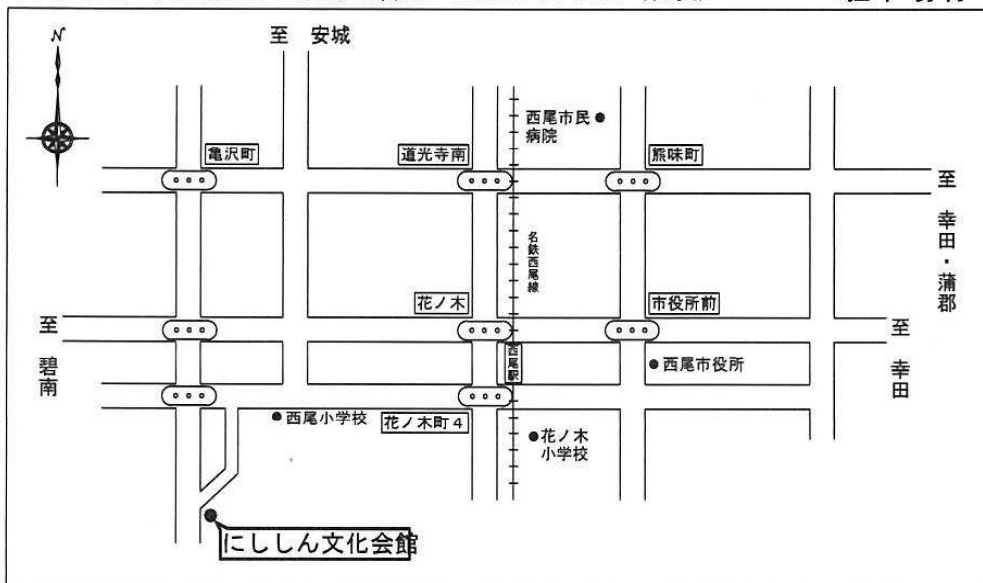 N
至 安城
西尾市民
病院
亀沢町
道光寺南
熊味町
至 幸田・蒲郡
名鉄西尾線
花ノ木
市役所前
至 碧南
至 幸田
西尾駅
西尾市役所
西尾小学校
花ノ木町4
花ノ木
小学校
にししん文化会館